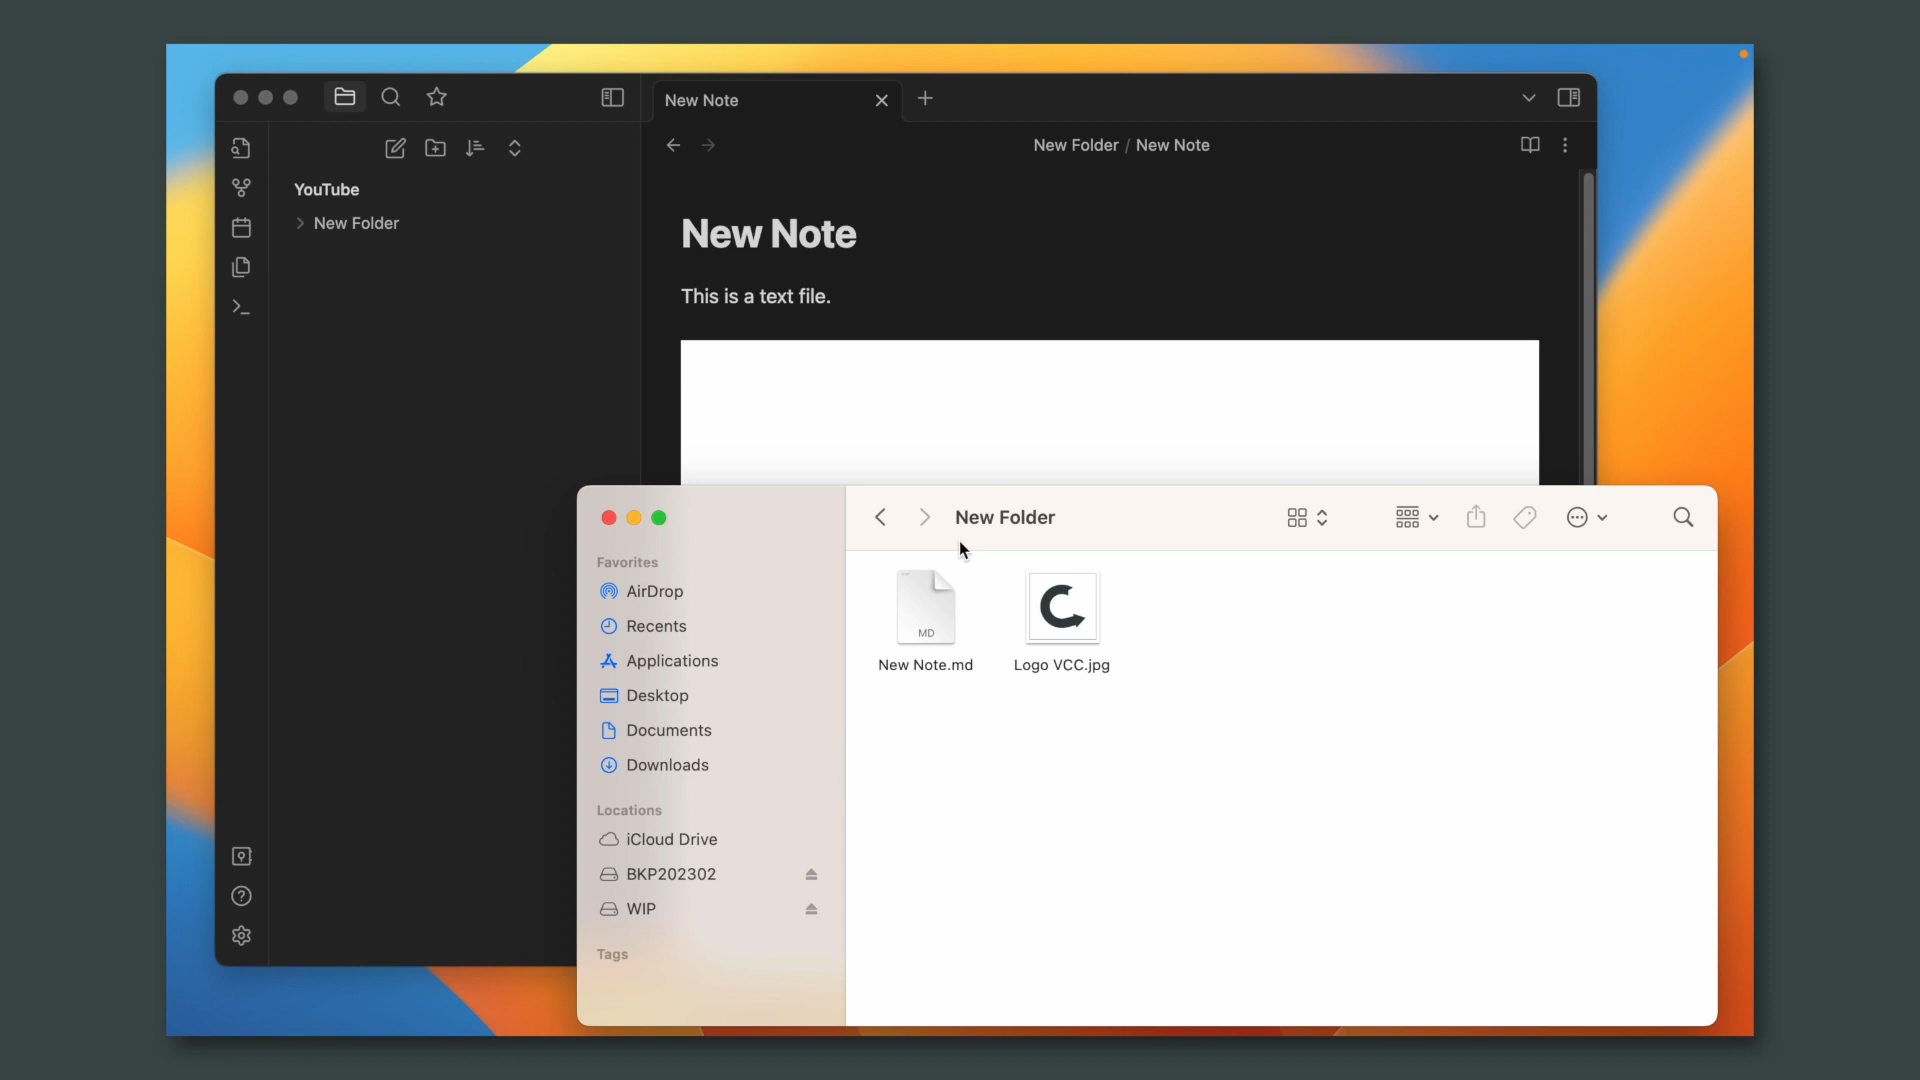 New Note
New Folder / New Note
YouTube
New Folder
New Note
This is a text file.
New Folder
Favorites
AirDrop
Recents
Applications
Desktop
Documents
Downloads
Locations
iCloud Drive
BKP202302
WIP
Tags
MD
New Note.md
Logo VCC.jpg